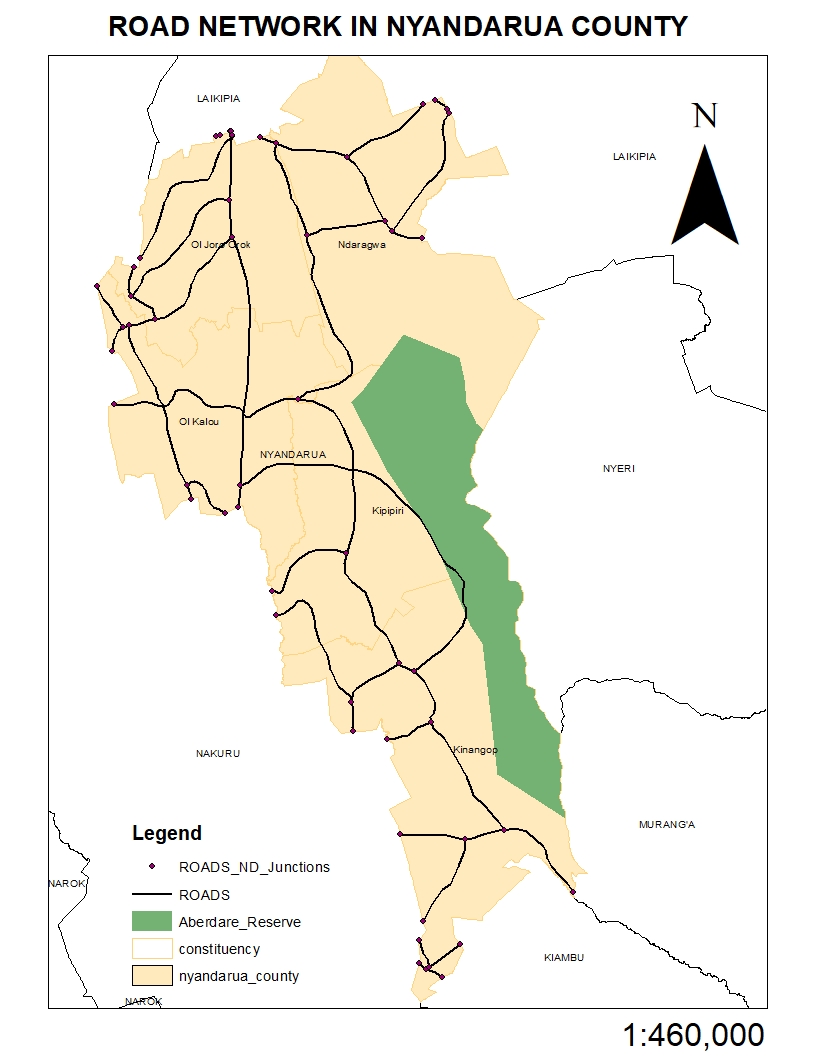 ROAD NETWORK IN NYANDARUA COUNTY
LAIKIPIA
N
LAIKIPIA
Ol Joro Orok
Ndaragwa
Ol Kalou
NYANDARUA
NYERI
Kipipiri
Kinangop
NAKURU
MURANG'A
Legend
ROADS_ND_Junctions
ROADS
Aberdare_Reserve
constituency
nyandarua_county
NAROK
KIAMBU
NAROK
1:460,000